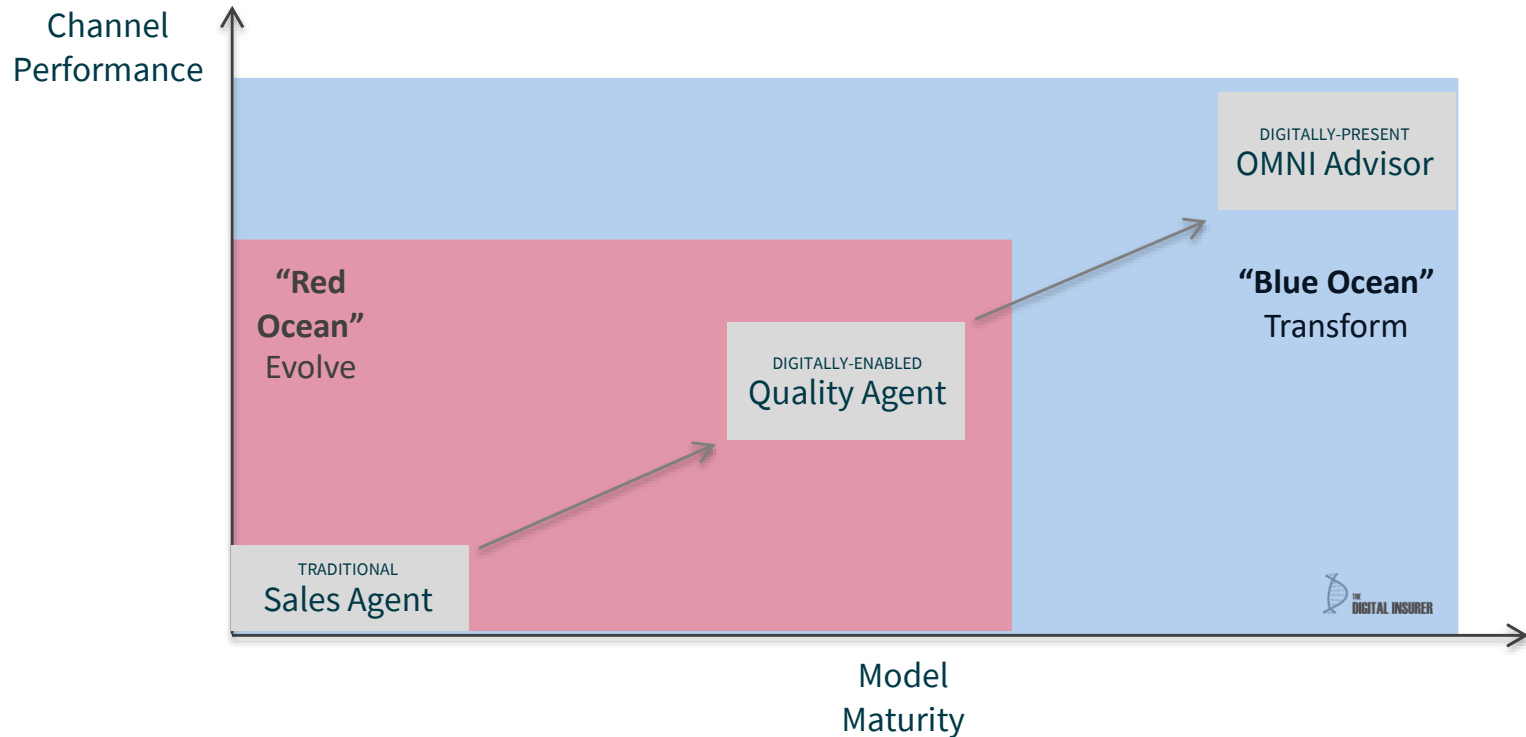 Channel
Performance
DIGITALLY-PRESENT
OMNI Advisor
“Red
Ocean”
Evolve
“Blue Ocean”
Transform
DIGITALLY-ENABLED
Quality Agent
TRADITIONAL
Sales Agent
THE
DIGITAL INSURER
Model
Maturity